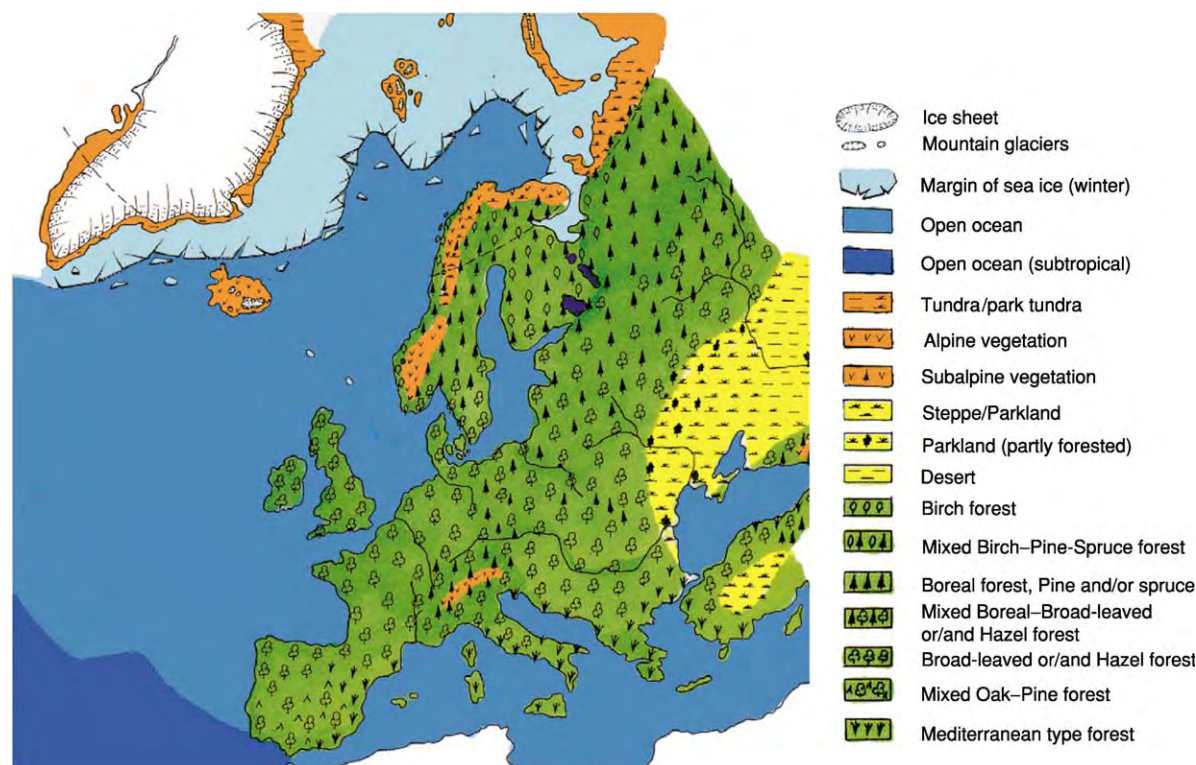 Ice sheet
Mountain glaciers
Margin of sea ice (winter)
Open ocean
Open ocean (subtropical)
Tundra/park tundra
Alpine vegetation
Subalpine vegetation
Steppe/Parkland
Parkland (partly forested)
Desert
Birch forest
Mixed Birch–Pine-Spruce forest
Boreal forest, Pine and/or spruce
Mixed Boreal–Broad-leaved
or/and Hazel forest
Broad-leaved or/and Hazel forest
Mixed Oak–Pine forest
Mediterranean type forest